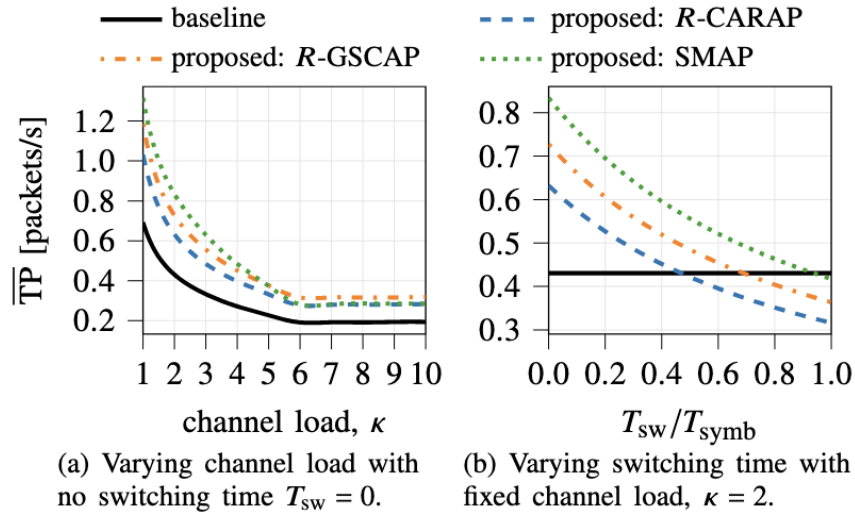 baseline
proposed: R-CARAP
proposed: R-GSCAP
proposed: SMAP
TP [packets/s]
1.2
1.0
0.8
0.6
0.4
0.2
1 2 3 4 5 6 7 8 9 10
channel load, κ
0.8
0.7
0.6
0.5
0.4
0.3
0.0 0.2 0.4 0.6 0.8 1.0
T_sw/T_symb
(a) Varying channel load with
no switching time T_sw = 0.
(b) Varying switching time with
fixed channel load, κ = 2.